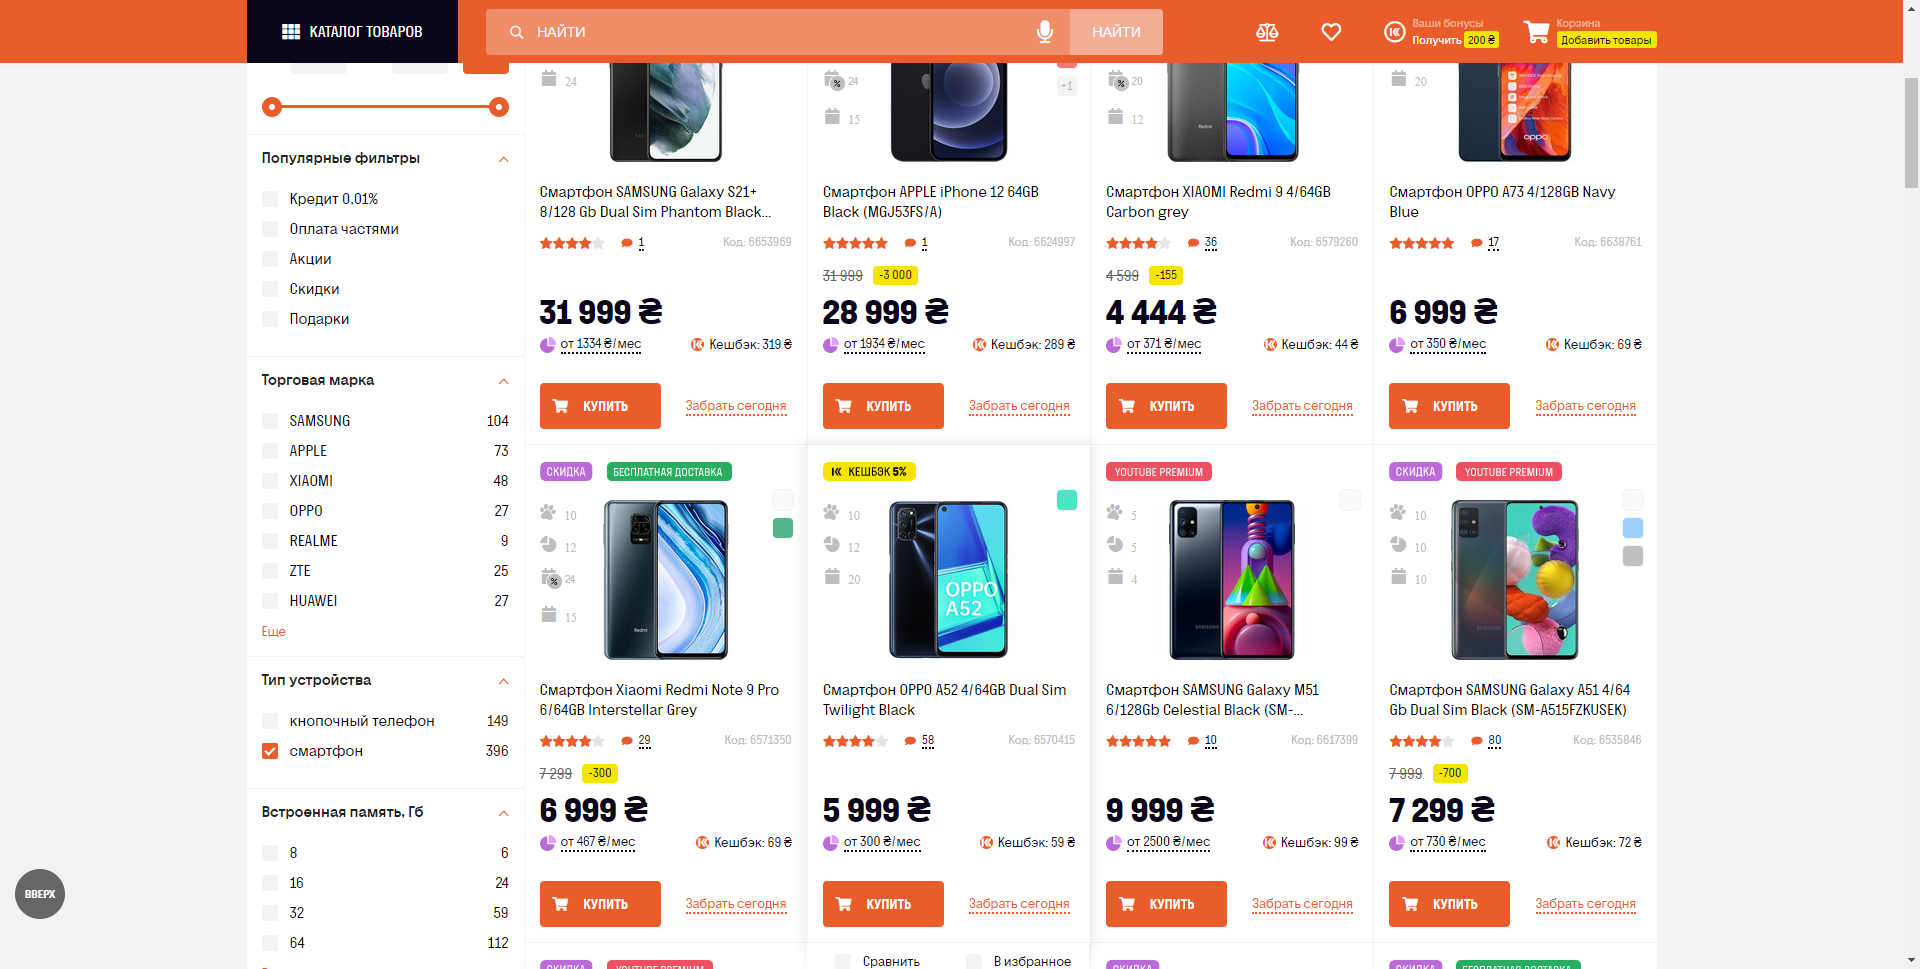 КАТАЛОГ ТОВАРОВ
НАЙТИ
НАЙТИ
Ваши бонусы
Получить 200 ₴
Корзина
Добавить товары
Популярные фильтры
Кредит 0,01%
Оплата частями
Акции
Скидки
Подарки
Торговая марка
SAMSUNG 104
APPLE 73
XIAOMI 48
OPPO 27
REALME 9
ZTE 25
HUAWEI 27
Еще
Тип устройства
кнопочный телефон 149
смартфон 396
Встроенная память, Гб
8 6
16 24
32 59
64 112
ВВЕРХ
24
Смартфон SAMSUNG Galaxy S21+
8/128 Gb Dual Sim Phantom Black...
1 Код: 6653969
31 999 ₴
от 1334 ₴/мес Кешбэк: 319 ₴
КУПИТЬ Забрать сегодня
% 24
15
-1
Смартфон APPLE iPhone 12 64GB
Black (MGJ53FS/A)
1 Код: 6624997
31 999 -3 000
28 999 ₴
от 1934 ₴/мес Кешбэк: 289 ₴
КУПИТЬ Забрать сегодня
% 20
12
Redmi
Смартфон XIAOMI Redmi 9 4/64GB
Carbon grey
36 Код: 6579260
4 599 -155
4 444 ₴
от 371 ₴/мес Кешбэк: 44 ₴
КУПИТЬ Забрать сегодня
20
oppo
Смартфон OPPO A73 4/128GB Navy
Blue
17 Код: 6638761
6 999 ₴
от 350 ₴/мес Кешбэк: 69 ₴
КУПИТЬ Забрать сегодня
СКИДКА БЕСПЛАТНАЯ ДОСТАВКА
10
12
% 24
15
Redmi
Смартфон Xiaomi Redmi Note 9 Pro
6/64GB Interstellar Grey
29 Код: 6571350
7 299 -300
6 999 ₴
от 467 ₴/мес Кешбэк: 69 ₴
КУПИТЬ Забрать сегодня
КЕШБЭК 5%
10
12
20
OPPO
A52
Смартфон OPPO A52 4/64GB Dual Sim
Twilight Black
58 Код: 6570415
5 999 ₴
от 300 ₴/мес Кешбэк: 59 ₴
КУПИТЬ Забрать сегодня
Сравнить В избранное
YOUTUBE PREMIUM
5
5
4
SAMSUNG
Смартфон SAMSUNG Galaxy M51
6/128Gb Celestial Black (SM-...
10 Код: 6617399
9 999 ₴
от 2500 ₴/мес Кешбэк: 99 ₴
КУПИТЬ Забрать сегодня
СКИДКА YOUTUBE PREMIUM
10
10
10
SAMSUNG
Смартфон SAMSUNG Galaxy A51 4/64
Gb Dual Sim Black (SM-A515FZKUSEK)
80 Код: 6535846
7 999 -700
7 299 ₴
от 730 ₴/мес Кешбэк: 72 ₴
КУПИТЬ Забрать сегодня
СКИДКА YOUTUBE PREMIUM
СКИДКА
СКИДКА БЕСПЛАТНАЯ ДОСТАВКА